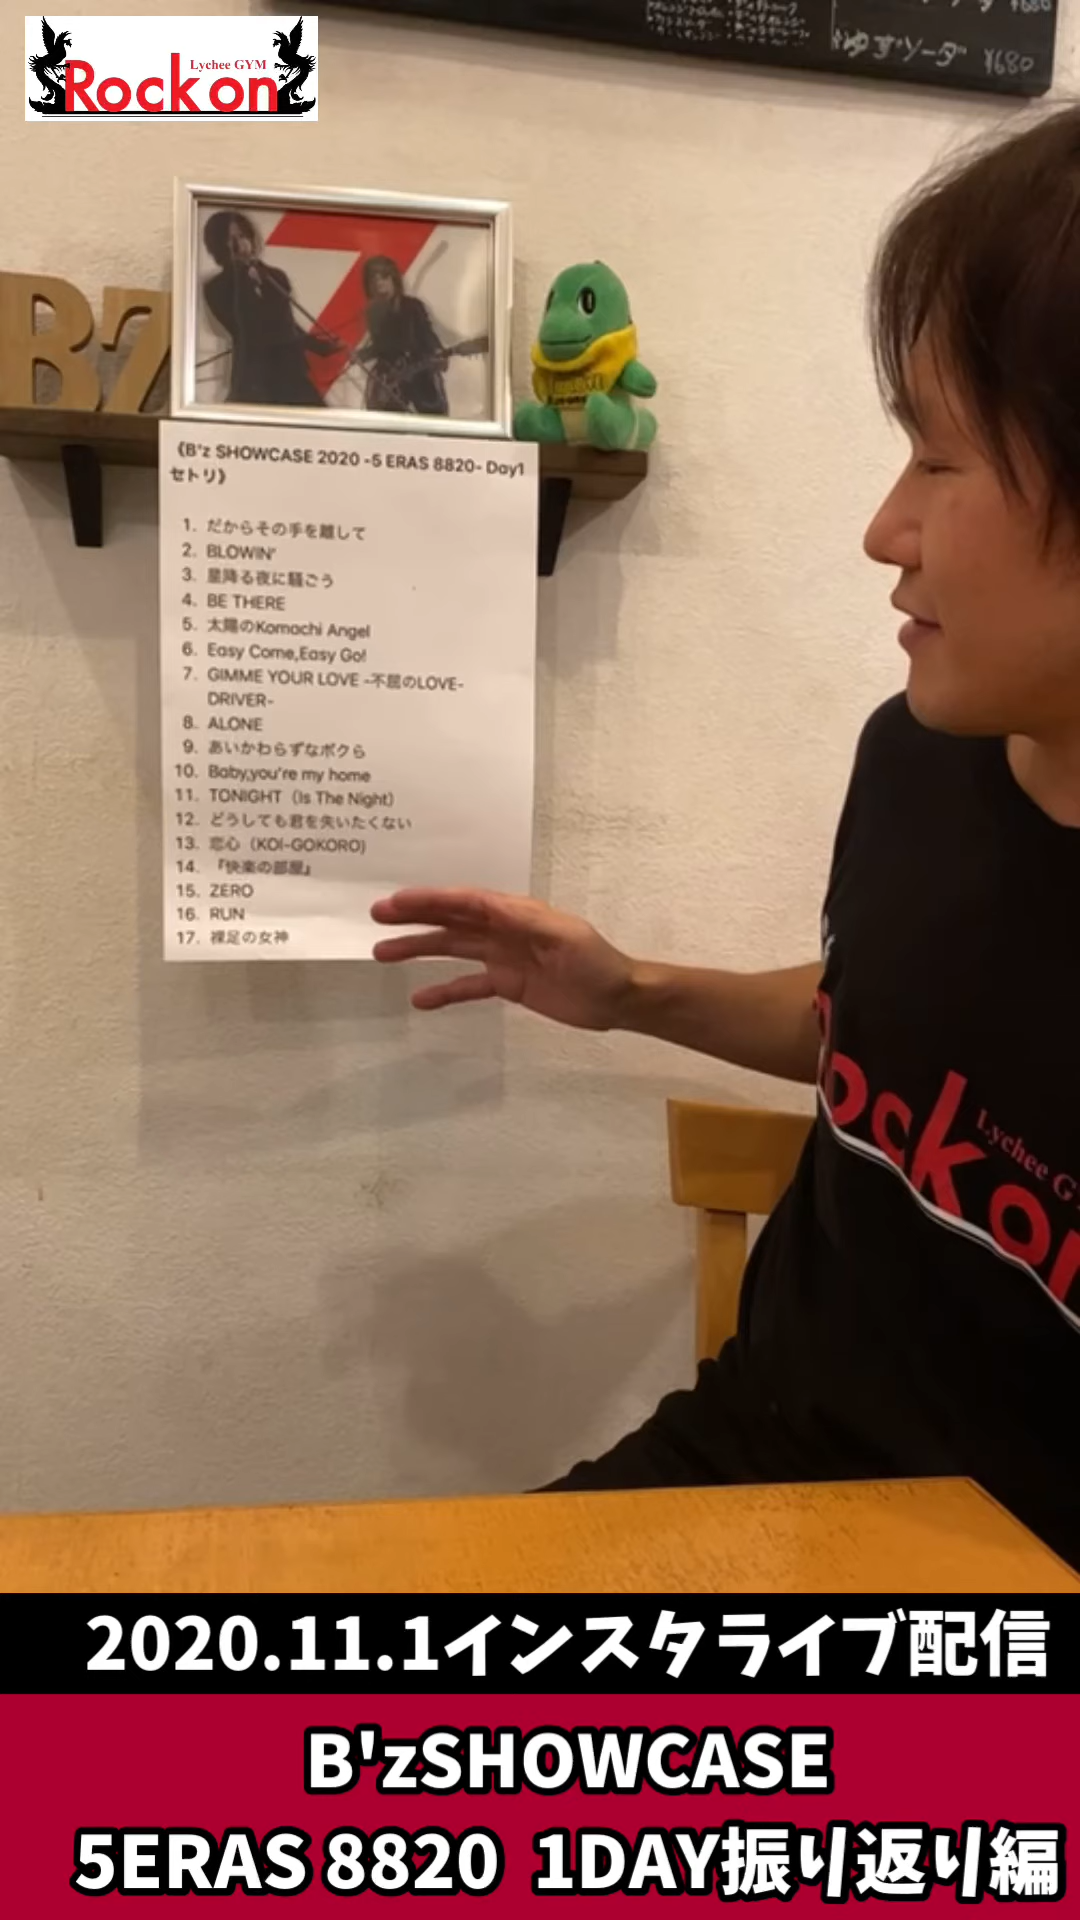 ¥680
ゆずソーダ ¥680
Lychee GYM
Rock on
B'z
《B'z SHOWCASE 2020 -5 ERAS 8820- Day1
セトリ》
1. だからその手を離して
2. BLOWIN'
3. 星降る夜に騒ごう
4. BE THERE
5. 太陽のKomachi Angel
6. Easy Come,Easy Go!
7. GIMME YOUR LOVE -不屈のLOVE-
DRIVER-
8. ALONE
9. あいかわらずなボクら
10. Baby,you're my home
11. TONIGHT（Is The Night）
12. どうしても君を失いたくない
13. 恋心（KOI-GOKORO)
14. 『快楽の部屋』
15. ZERO
16. RUN
17. 裸足の女神
Lychee G
Rock on
2020.11.1インスタライブ配信
B'zSHOWCASE
5ERAS 8820 1DAY振り返り編